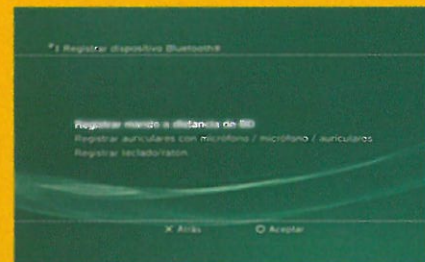 Registrar dispositivo Bluetooth®
Registrar mando a distancia de BD
Registrar auriculares con micrófono / micrófono / auriculares
Registrar teclado/ratón
X Atrás O Aceptar